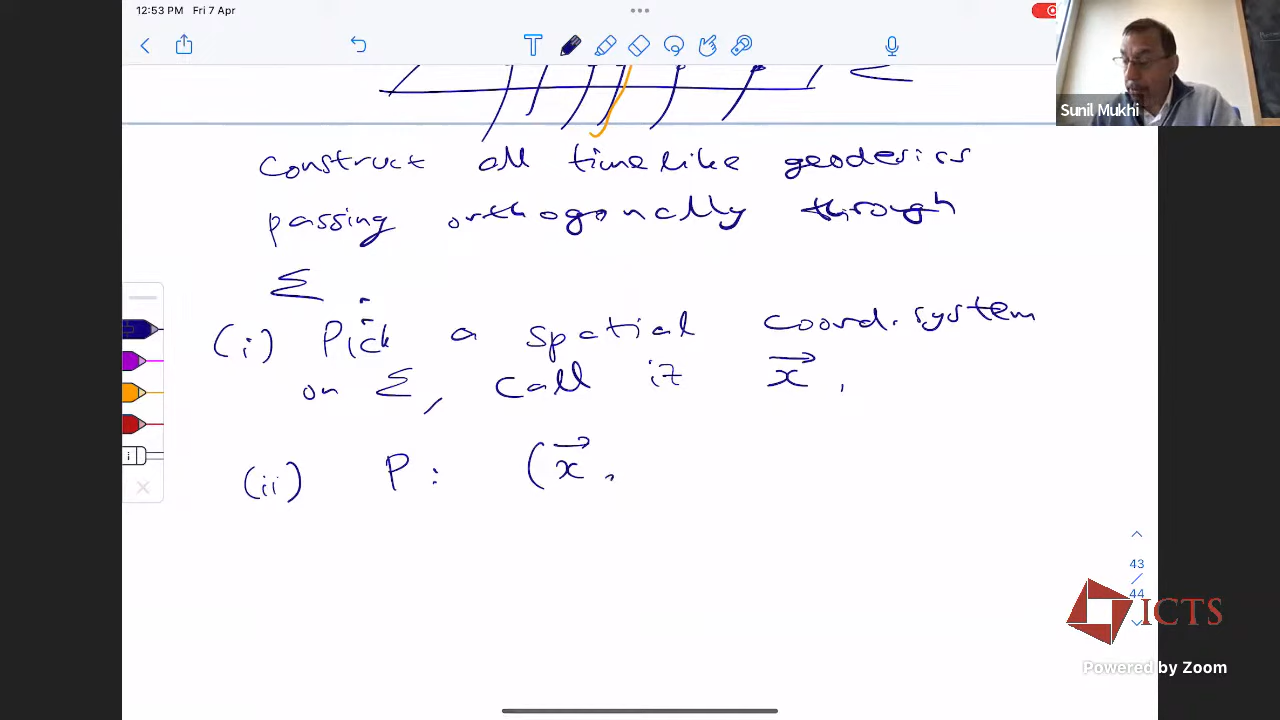 12:53 PM Fri 7 Apr
T
Sunil Mukhi
Σ
construct all timelike geodesics
passing orthogonally through
Σ.
(i) Pick a spatial coord. system
on Σ, call it x⃗,
(ii) P: (x⃗,
43
/
44
ICTS
Powered by Zoom